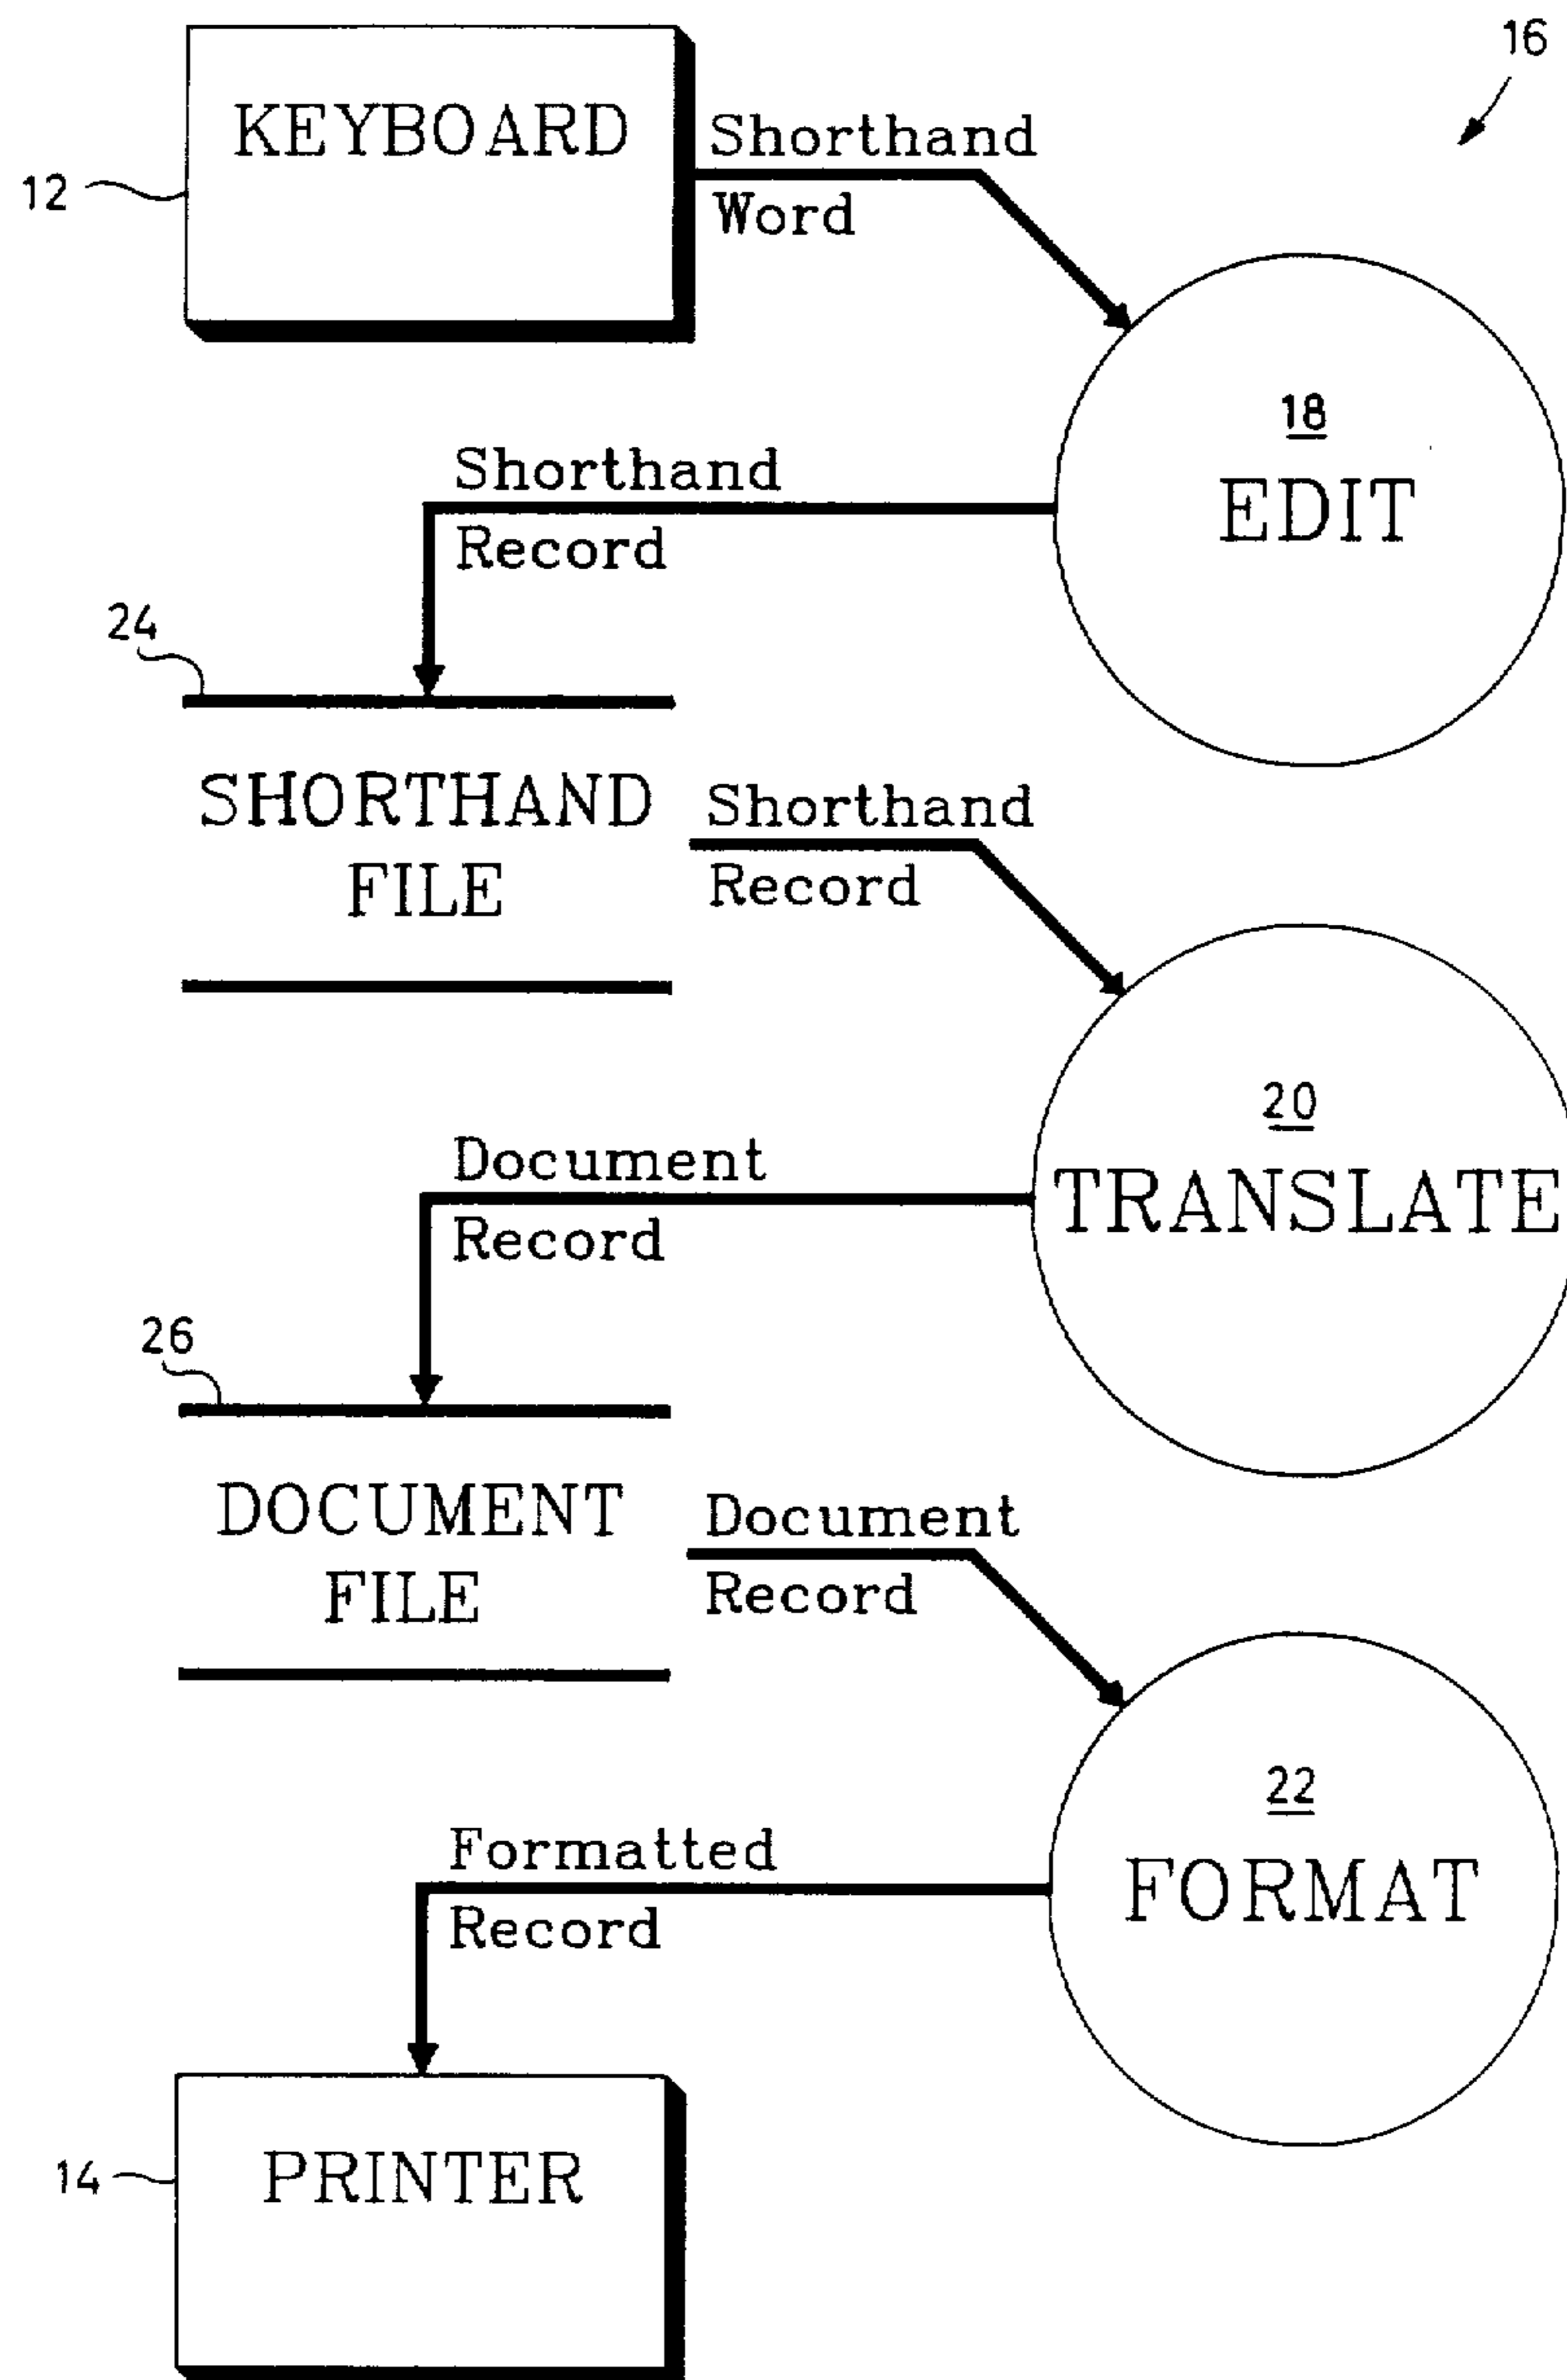 16
KEYBOARD
12
Shorthand
Word
18
EDIT
Shorthand
Record
24
SHORTHAND
FILE
Shorthand
Record
20
TRANSLATE
Document
Record
26
DOCUMENT
FILE
Document
Record
22
FORMAT
Formatted
Record
14
PRINTER